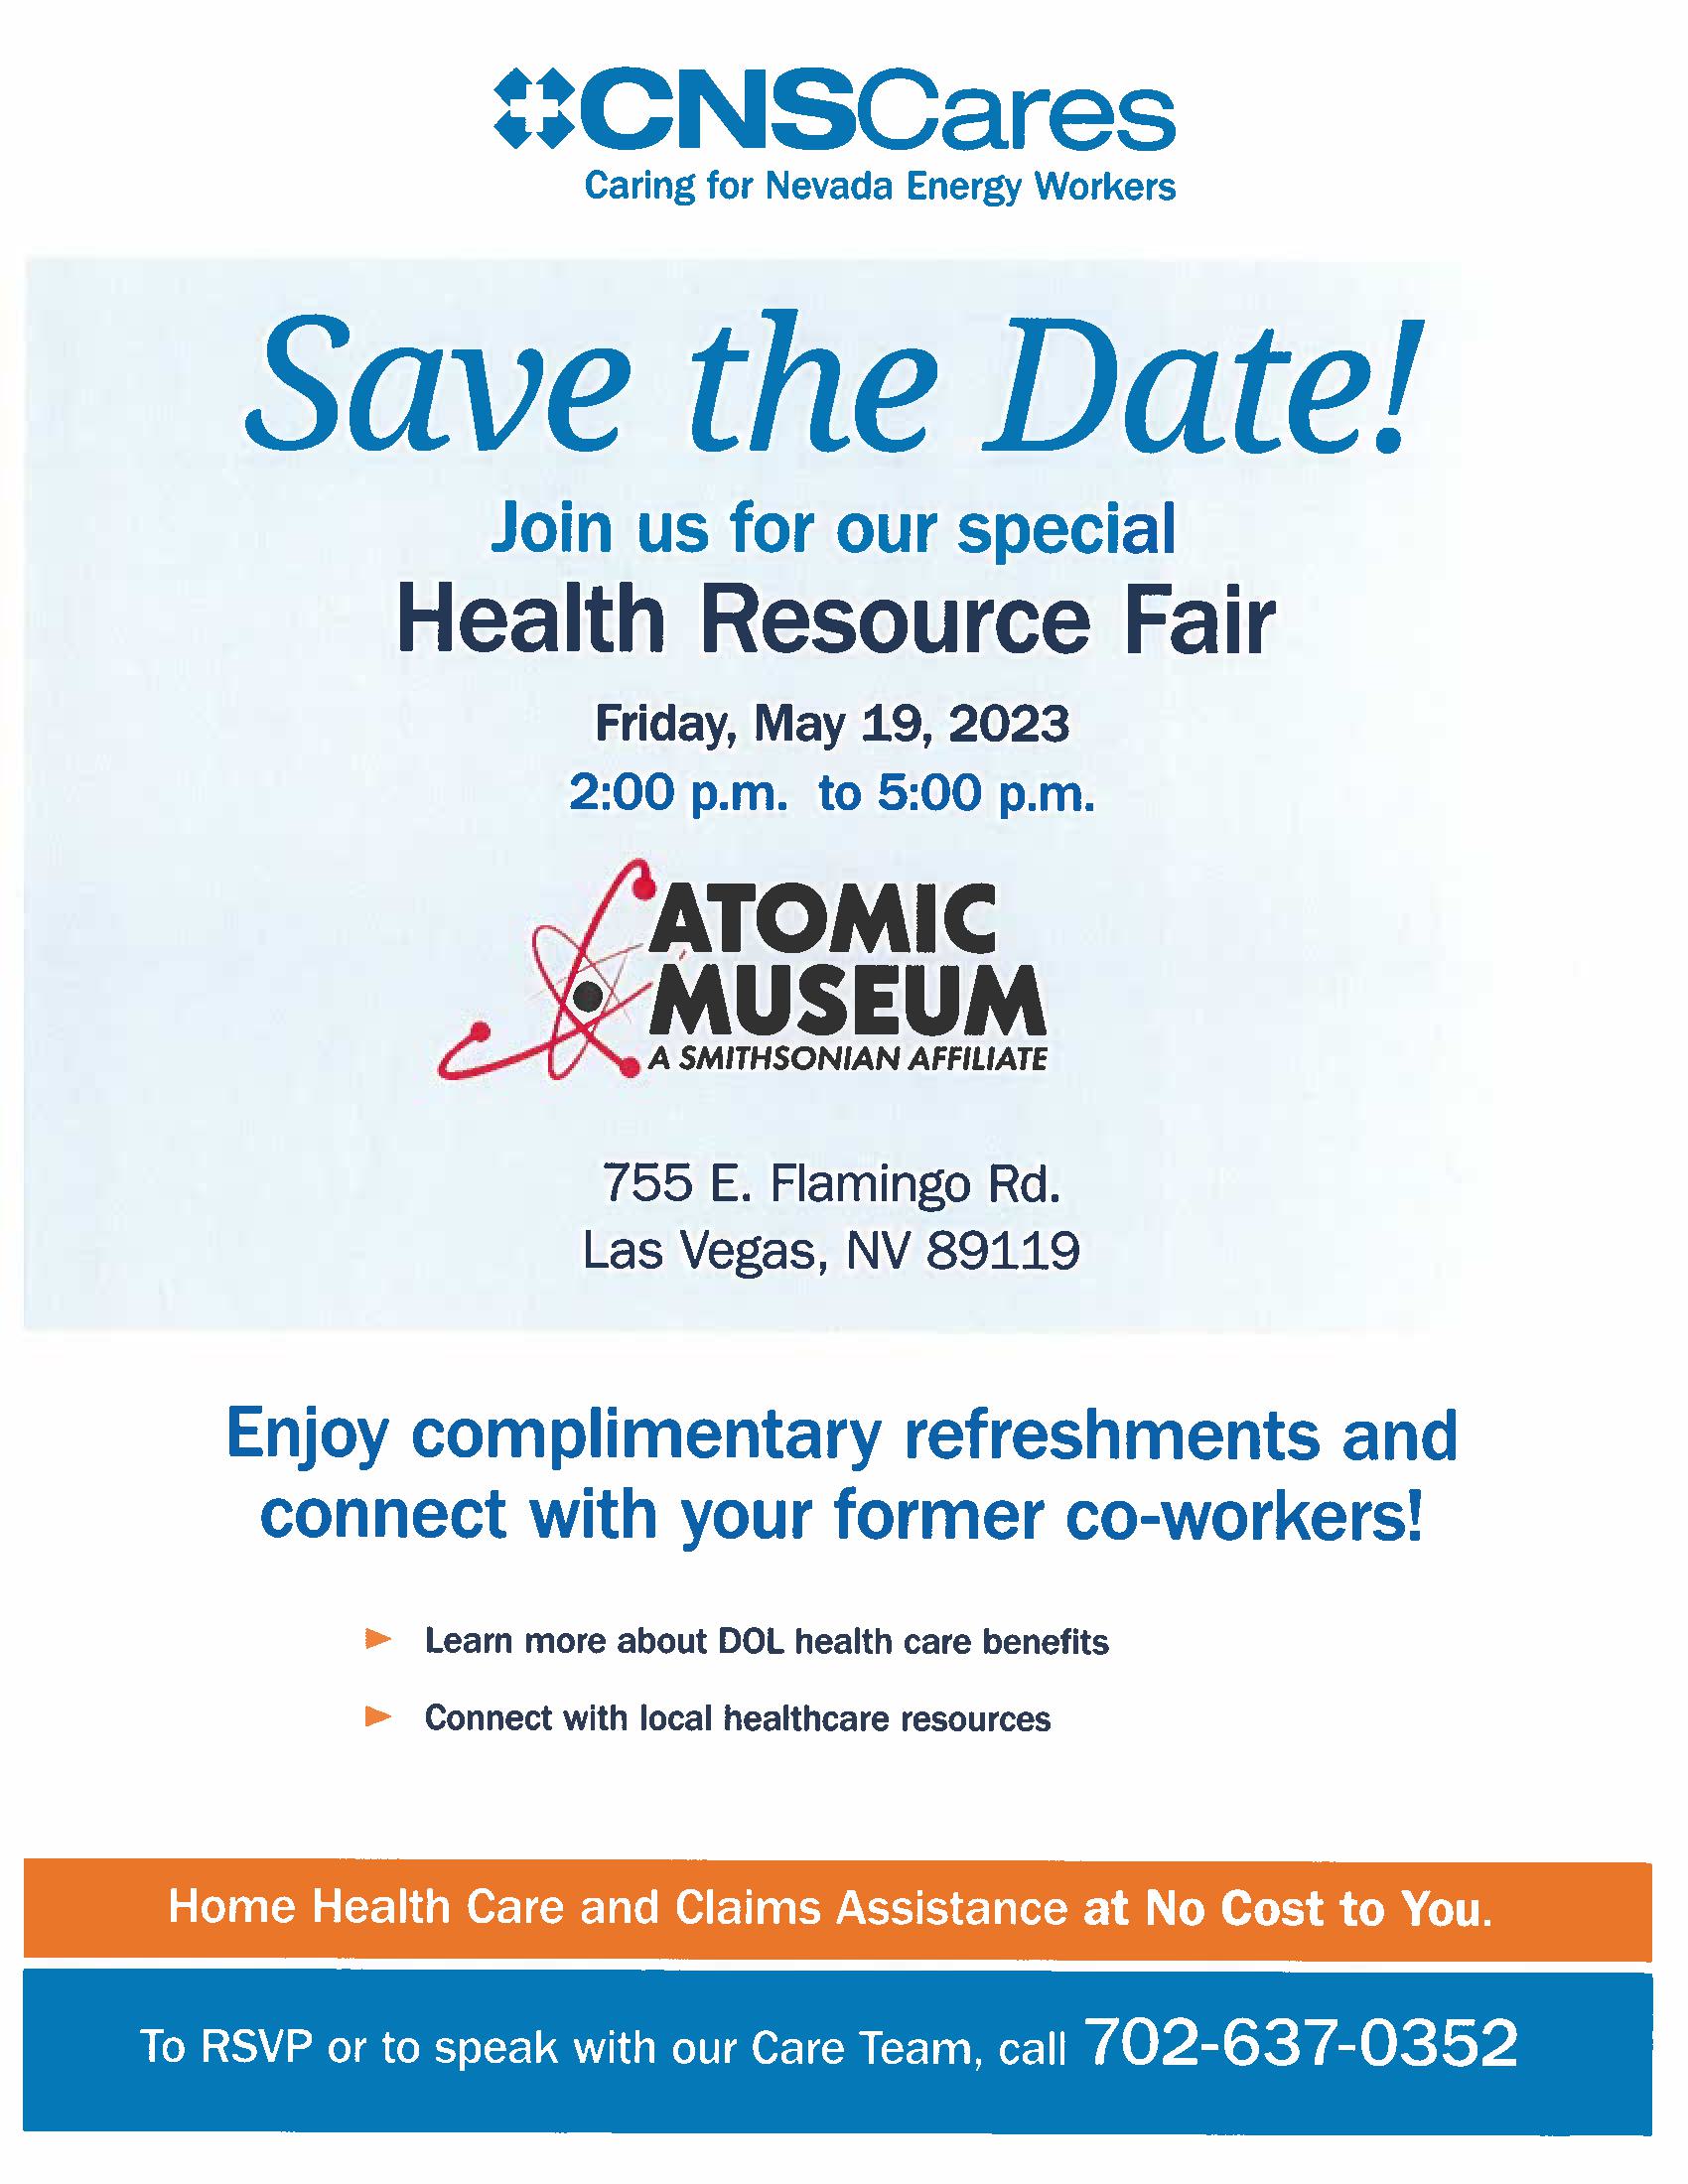 CNSCares
Caring for Nevada Energy Workers
Save the Date!
Join us for our special
Health Resource Fair
Friday, May 19, 2023
2:00 p.m. to 5:00 p.m.
ATOMIC
MUSEUM
A SMITHSONIAN AFFILIATE
755 E. Flamingo Rd.
Las Vegas, NV 89119
Enjoy complimentary refreshments and
connect with your former co-workers!
Learn more about DOL health care benefits
Connect with local healthcare resources
Home Health Care and Claims Assistance at No Cost to You.
To RSVP or to speak with our Care Team, call 702-637-0352